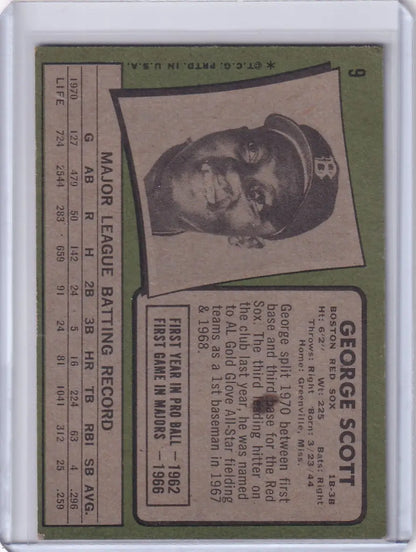 9
*©T.C.G. PRTD. IN U.S.A.
GEORGE SCOTT
BOSTON RED SOX 1B-3B
Ht: 6'2" Wt: 225 Bats: Right
Throws: Right Born: 3/23/44
Home: Greenville, Miss.
George split 1970 between first
base and third base for the Red
Sox. The third leading hitter on
the club last year, he was named
to AL Gold Glove All-Star fielding
teams as a 1st baseman in 1967
& 1968.
FIRST YEAR IN PRO BALL — 1962
FIRST GAME IN MAJORS — 1966
B
MAJOR LEAGUE BATTING RECORD
G AB R H 2B 3B HR TB RBI SB AVG.
1970 127 480 50 142 24 5 16 224 63 4 .296
LIFE 724 2544 283 659 91 24 81 1041 312 25 .259